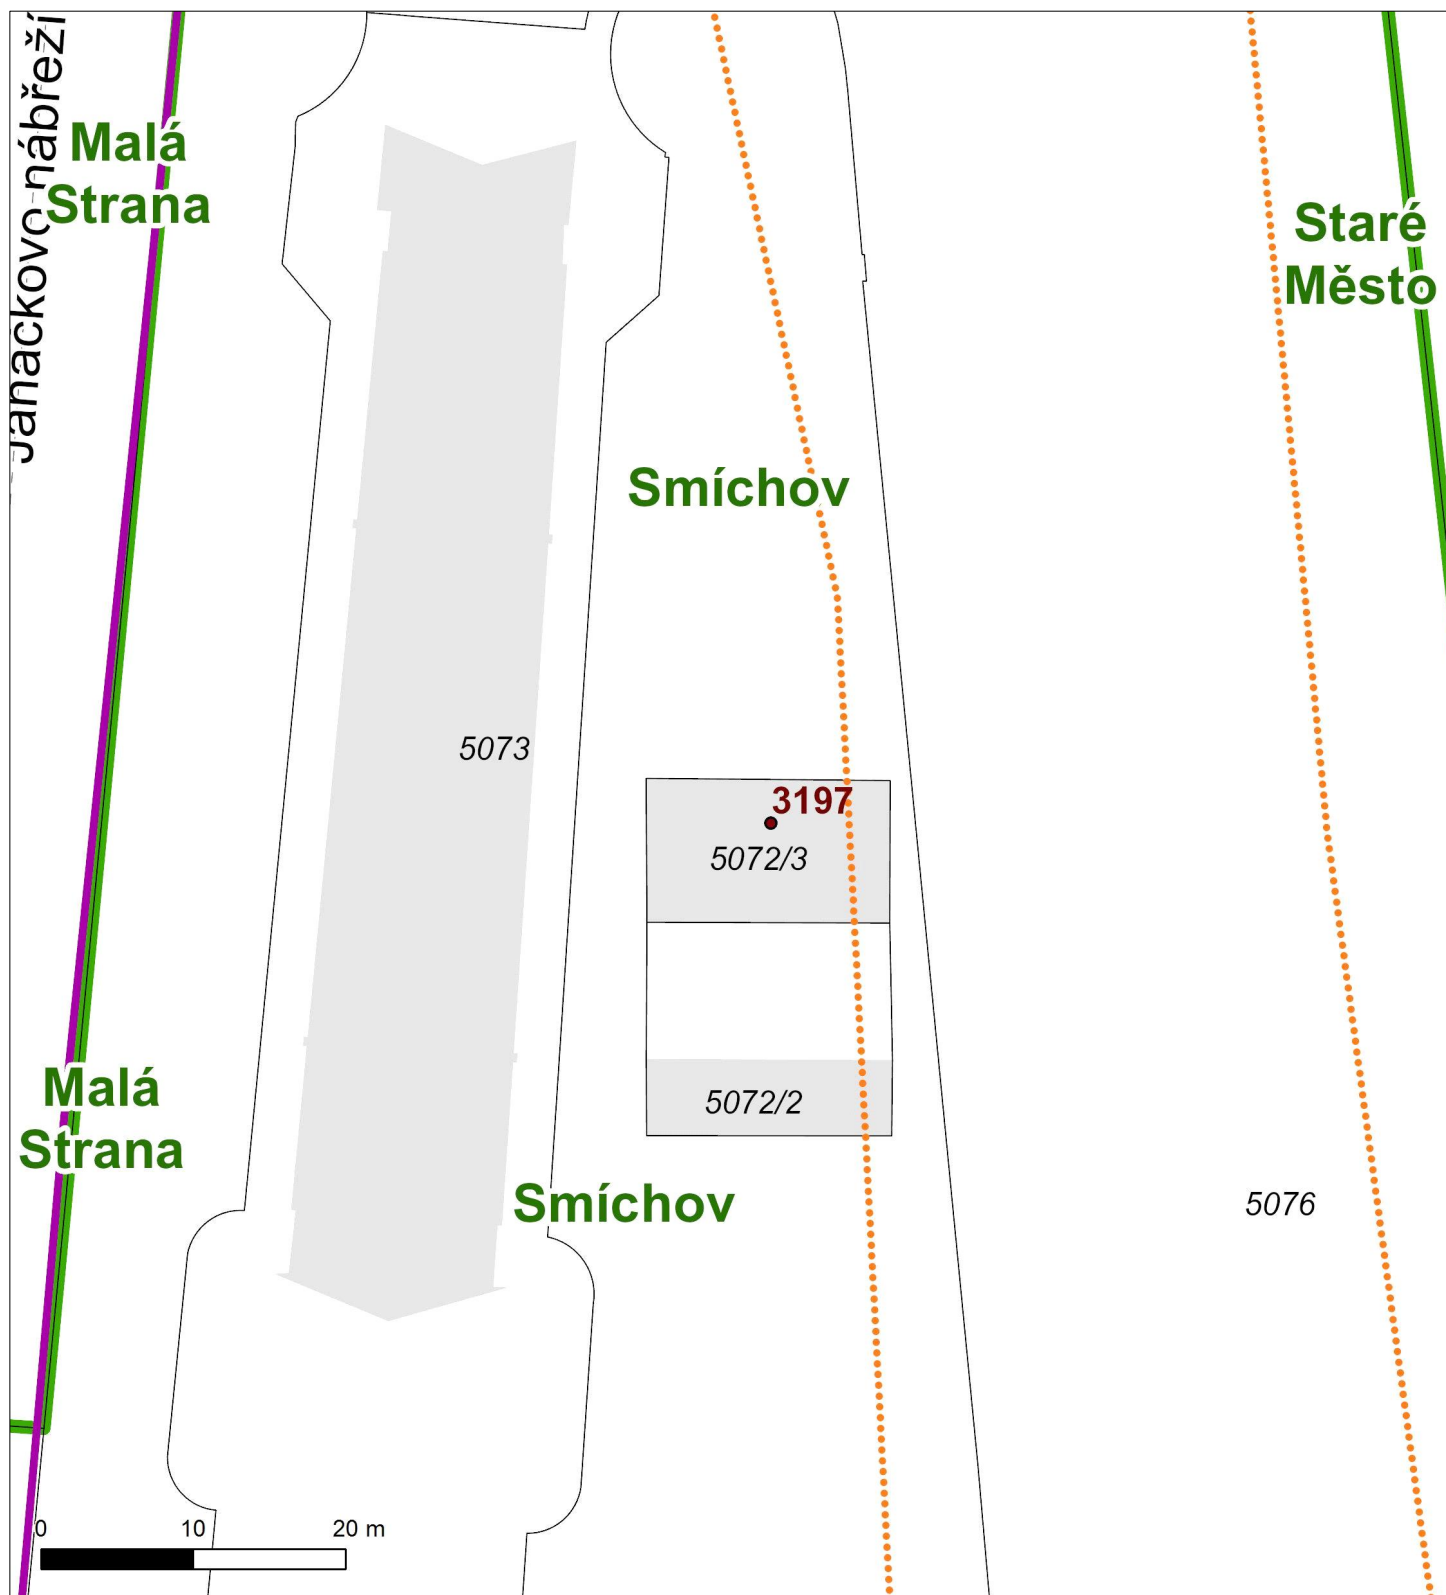 Janáčkovo nábřeží
Malá
Strana
Staré
Město
Smíchov
5073
3197
5072/3
5072/2
Malá
Strana
Smíchov
5076
0 10 20 m